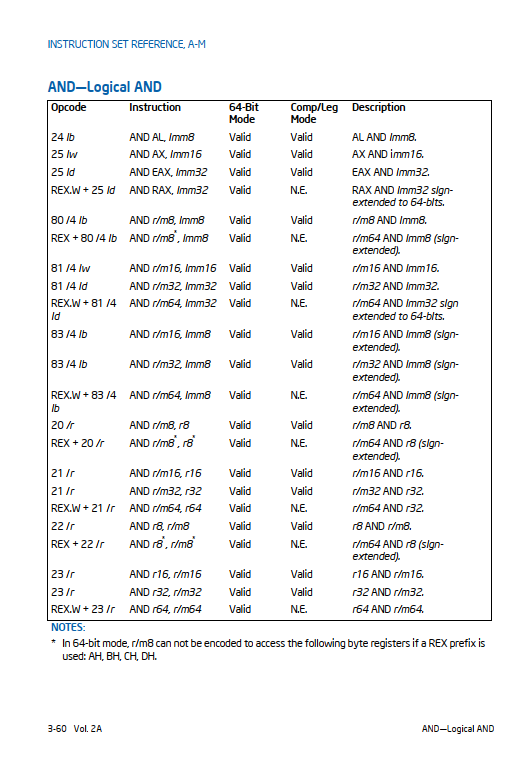 INSTRUCTION SET REFERENCE, A-M
AND—Logical AND
Opcode Instruction 64-Bit Mode Comp/Leg Mode Description
24 ib AND AL, imm8 Valid Valid AL AND imm8.
25 iw AND AX, imm16 Valid Valid AX AND imm16.
25 id AND EAX, imm32 Valid Valid EAX AND imm32.
REX.W + 25 id AND RAX, imm32 Valid N.E. RAX AND imm32 sign-
extended to 64-bits.
80 /4 ib AND r/m8, imm8 Valid Valid r/m8 AND imm8.
REX + 80 /4 ib AND r/m8*, imm8 Valid N.E. r/m64 AND imm8 (sign-
extended).
81 /4 iw AND r/m16, imm16 Valid Valid r/m16 AND imm16.
81 /4 id AND r/m32, imm32 Valid Valid r/m32 AND imm32.
REX.W + 81 /4 AND r/m64, imm32 Valid N.E. r/m64 AND imm32 sign
id extended to 64-bits.
83 /4 ib AND r/m16, imm8 Valid Valid r/m16 AND imm8 (sign-
extended).
83 /4 ib AND r/m32, imm8 Valid Valid r/m32 AND imm8 (sign-
extended).
REX.W + 83 /4 AND r/m64, imm8 Valid N.E. r/m64 AND imm8 (sign-
ib extended).
20 /r AND r/m8, r8 Valid Valid r/m8 AND r8.
REX + 20 /r AND r/m8*, r8* Valid N.E. r/m64 AND r8 (sign-
extended).
21 /r AND r/m16, r16 Valid Valid r/m16 AND r16.
21 /r AND r/m32, r32 Valid Valid r/m32 AND r32.
REX.W + 21 /r AND r/m64, r64 Valid N.E. r/m64 AND r32.
22 /r AND r8, r/m8 Valid Valid r8 AND r/m8.
REX + 22 /r AND r8*, r/m8* Valid N.E. r/m64 AND r8 (sign-
extended).
23 /r AND r16, r/m16 Valid Valid r16 AND r/m16.
23 /r AND r32, r/m32 Valid Valid r32 AND r/m32.
REX.W + 23 /r AND r64, r/m64 Valid N.E. r64 AND r/m64.
NOTES:
* In 64-bit mode, r/m8 can not be encoded to access the following byte registers if a REX prefix is
used: AH, BH, CH, DH.
3-60 Vol. 2A AND—Logical AND